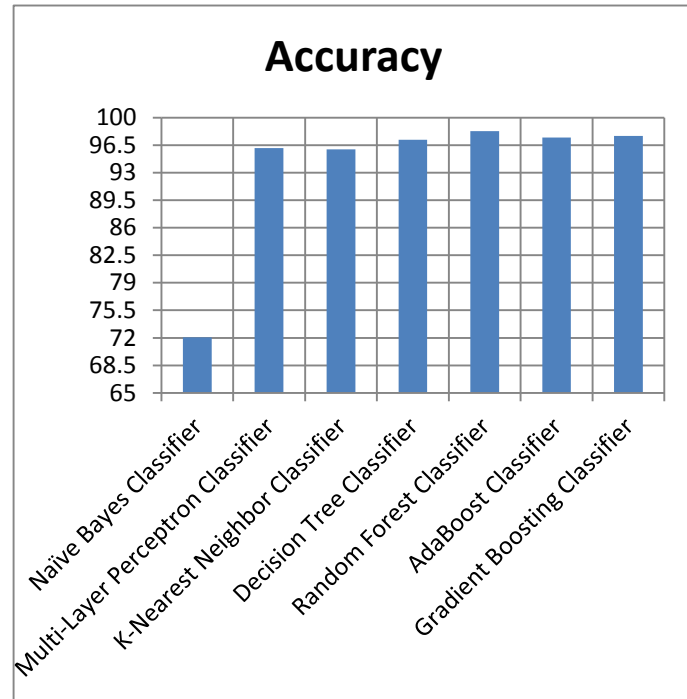 Accuracy
100
96.5
93
89.5
86
82.5
79
75.5
72
68.5
65
Naïve Bayes Classifier
Multi-Layer Perceptron Classifier
K-Nearest Neighbor Classifier
Decision Tree Classifier
Random Forest Classifier
AdaBoost Classifier
Gradient Boosting Classifier